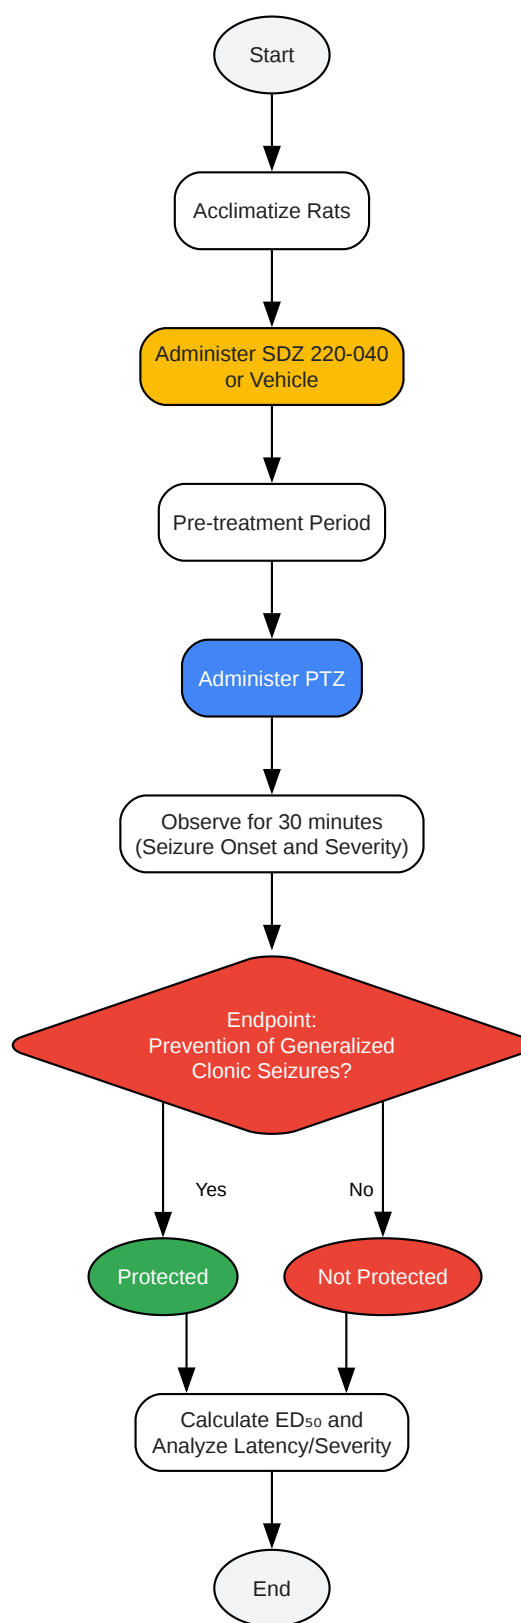 Start
Acclimatize Rats
Administer SDZ 220-040
or Vehicle
Pre-treatment Period
Administer PTZ
Observe for 30 minutes
(Seizure Onset and Severity)
Endpoint:
Prevention of Generalized
Clonic Seizures?
Yes
No
Protected
Not Protected
Calculate ED₅₀ and
Analyze Latency/Severity
End